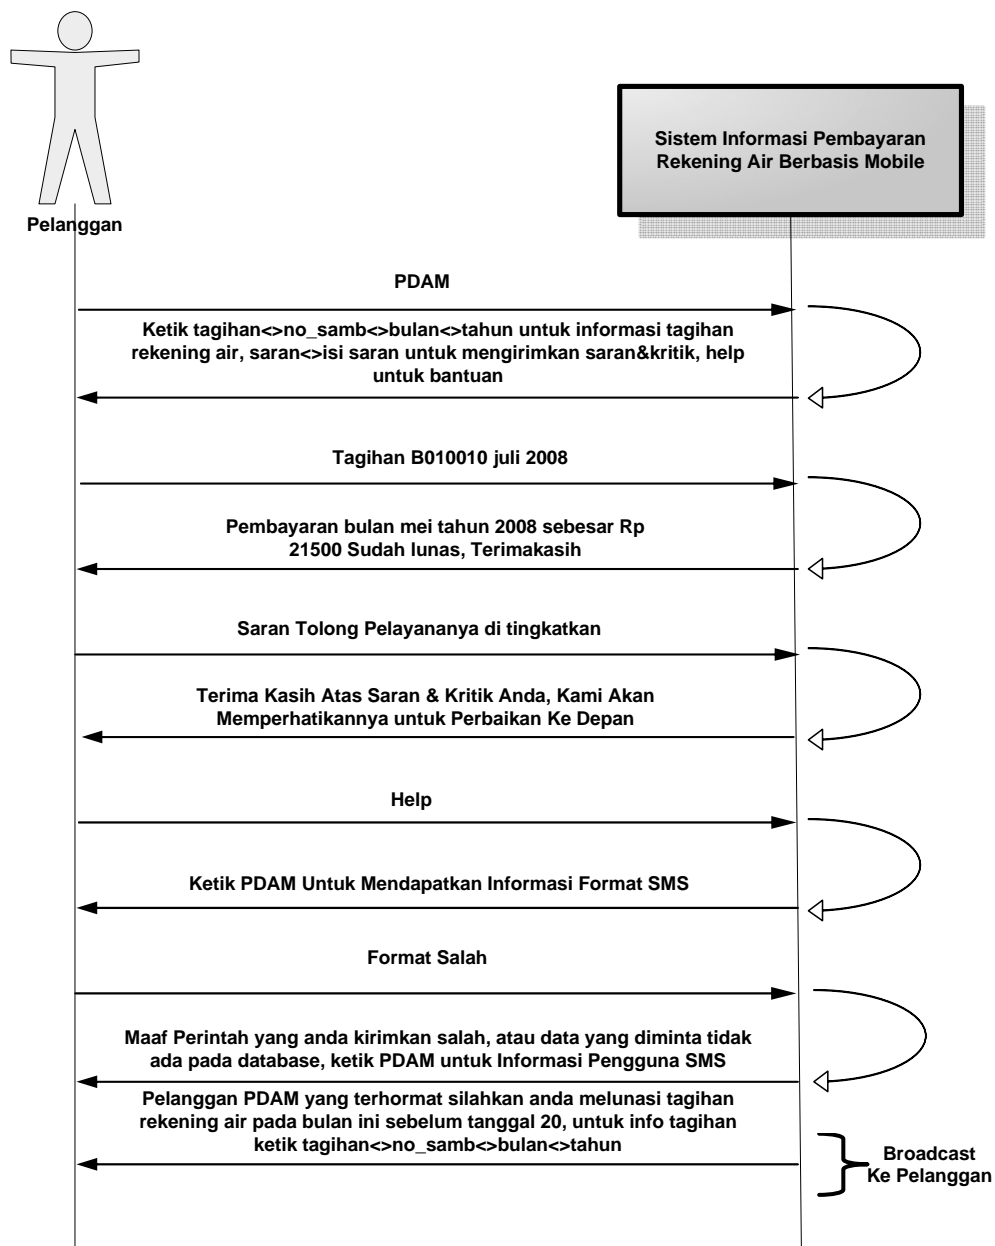 Pelanggan
Sistem Informasi Pembayaran
Rekening Air Berbasis Mobile
PDAM
Ketik tagihan<>no_samb<>bulan<>tahun untuk informasi tagihan
rekening air, saran<>isi saran untuk mengirimkan saran&kritik, help
untuk bantuan
Tagihan B010010 juli 2008
Pembayaran bulan mei tahun 2008 sebesar Rp
21500 Sudah lunas, Terimakasih
Saran Tolong Pelayananya di tingkatkan
Terima Kasih Atas Saran & Kritik Anda, Kami Akan
Memperhatikannya untuk Perbaikan Ke Depan
Help
Ketik PDAM Untuk Mendapatkan Informasi Format SMS
Format Salah
Maaf Perintah yang anda kirimkan salah, atau data yang diminta tidak
ada pada database, ketik PDAM untuk Informasi Pengguna SMS
Pelanggan PDAM yang terhormat silahkan anda melunasi tagihan
rekening air pada bulan ini sebelum tanggal 20, untuk info tagihan
ketik tagihan<>no_samb<>bulan<>tahun
Broadcast
Ke Pelanggan